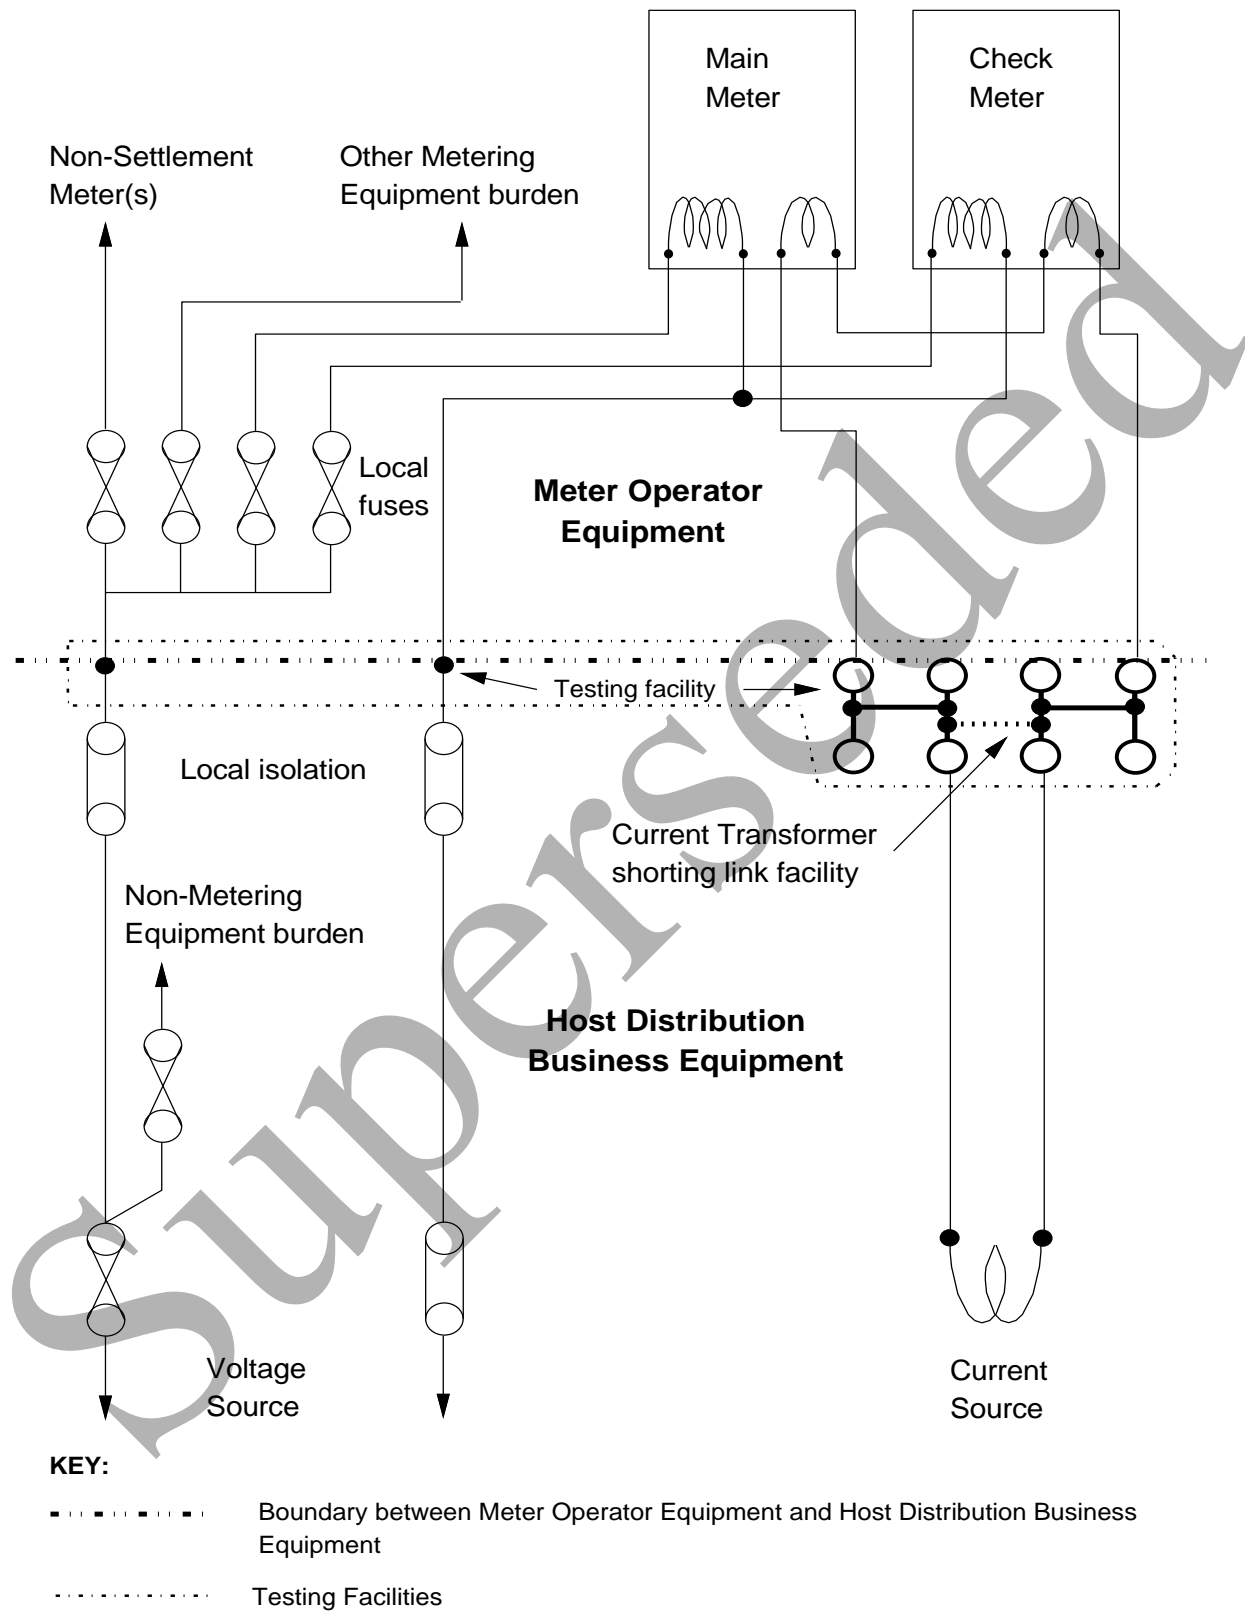 Main
Meter
Check
Meter
Non-Settlement
Meter(s)
Other Metering
Equipment burden
Local
fuses
Meter Operator
Equipment
Testing facility
Local isolation
Current Transformer
shorting link facility
Non-Metering
Equipment burden
Host Distribution
Business Equipment
Voltage
Source
Current
Source
Superseded
KEY:
Boundary between Meter Operator Equipment and Host Distribution Business
Equipment
Testing Facilities